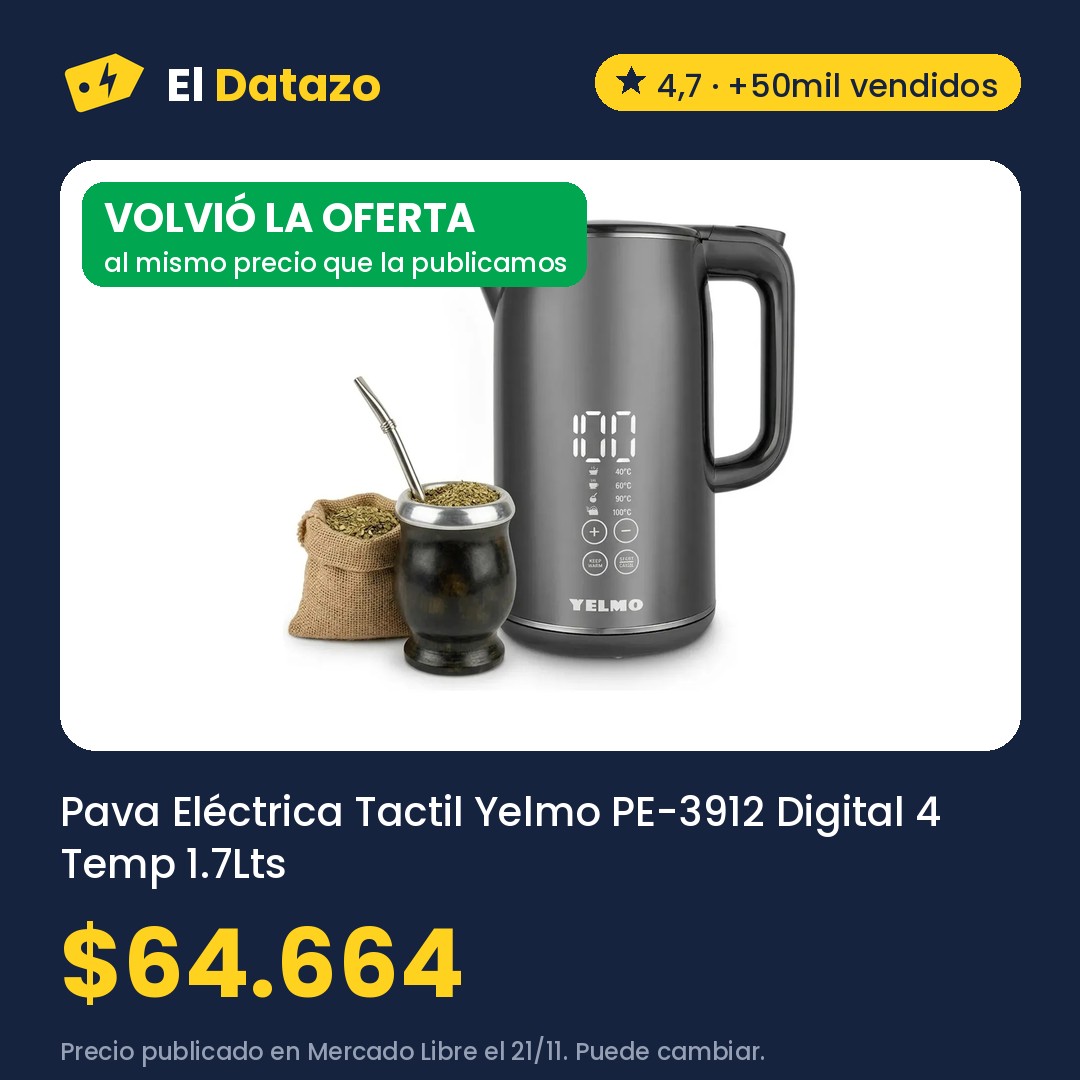 El Datazo
★ 4,7 · +50mil vendidos
VOLVIÓ LA OFERTA
al mismo precio que la publicamos
100
40°C
60°C
90°C
100°C
+ −
KEEP WARM
YELMO
Pava Eléctrica Tactil Yelmo PE-3912 Digital 4
Temp 1.7Lts
$64.664
Precio publicado en Mercado Libre el 21/11. Puede cambiar.